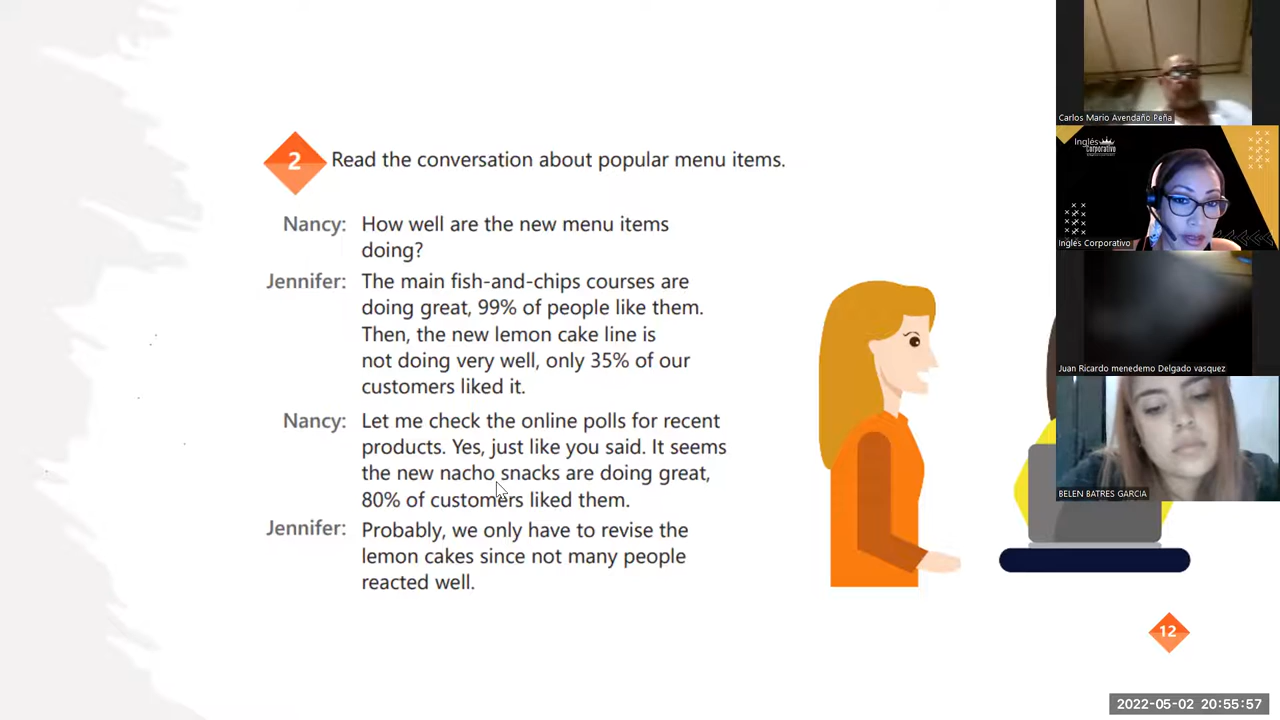 2
Read the conversation about popular menu items.
Nancy: How well are the new menu items
doing?
Jennifer: The main fish-and-chips courses are
doing great, 99% of people like them.
Then, the new lemon cake line is
not doing very well, only 35% of our
customers liked it.
Nancy: Let me check the online polls for recent
products. Yes, just like you said. It seems
the new nacho snacks are doing great,
80% of customers liked them.
Jennifer: Probably, we only have to revise the
lemon cakes since not many people
reacted well.
12
Carlos Mario Avendaño Peña
Inglés
Corporativo
Inglés Corporativo
Juan Ricardo menedemo Delgado vasquez
BELEN BATRES GARCIA
2022-05-02 20:55:57